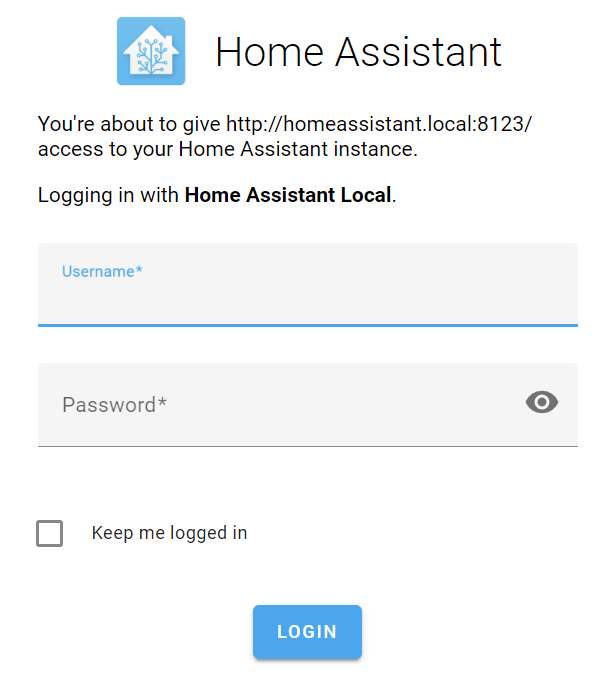 Home Assistant
You're about to give http://homeassistant.local:8123/
access to your Home Assistant instance.
Logging in with Home Assistant Local.
Username*
Password*
Keep me logged in
LOGIN